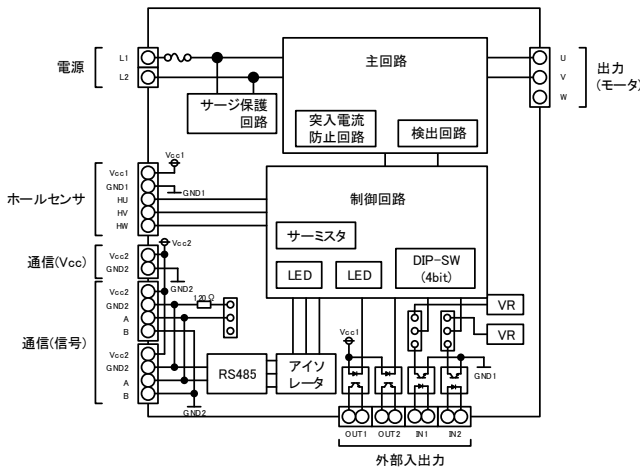 電源
L1
L2
サージ保護
回路
主回路
突入電流
防止回路
検出回路
U
V
W
出力
(モータ)
ホールセンサ
Vcc1
GND1
HU
HV
HW
Vcc1
GND1
制御回路
サーミスタ
LED
LED
DIP-SW
(4bit)
通信(Vcc)
Vcc2
GND2
Vcc2
GND2
通信(信号)
Vcc2
GND2
A
B
120Ω
Vcc2
GND2
A
B
GND2
RS485
アイソ
レータ
Vcc1
VR
VR
GND1
OUT1
OUT2
IN1
IN2
外部入出力